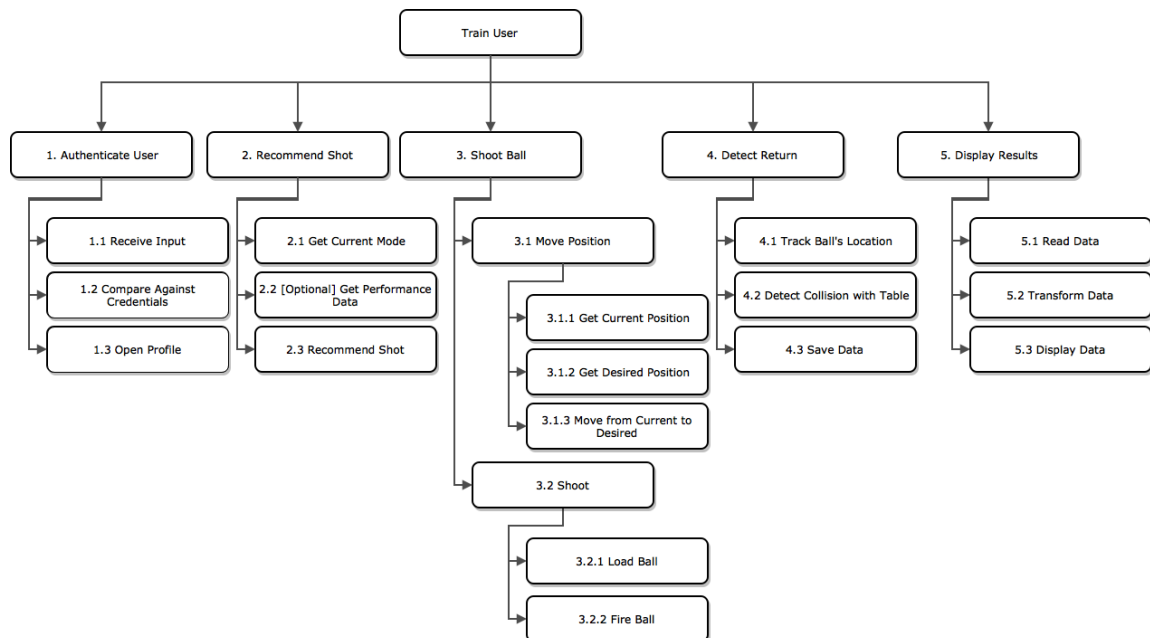 Train User
1. Authenticate User
2. Recommend Shot
3. Shoot Ball
4. Detect Return
5. Display Results
1.1 Receive Input
1.2 Compare Against
Credentials
1.3 Open Profile
2.1 Get Current Mode
2.2 [Optional] Get Performance
Data
2.3 Recommend Shot
3.1 Move Position
3.1.1 Get Current Position
3.1.2 Get Desired Position
3.1.3 Move from Current to
Desired
3.2 Shoot
3.2.1 Load Ball
3.2.2 Fire Ball
4.1 Track Ball's Location
4.2 Detect Collision with Table
4.3 Save Data
5.1 Read Data
5.2 Transform Data
5.3 Display Data